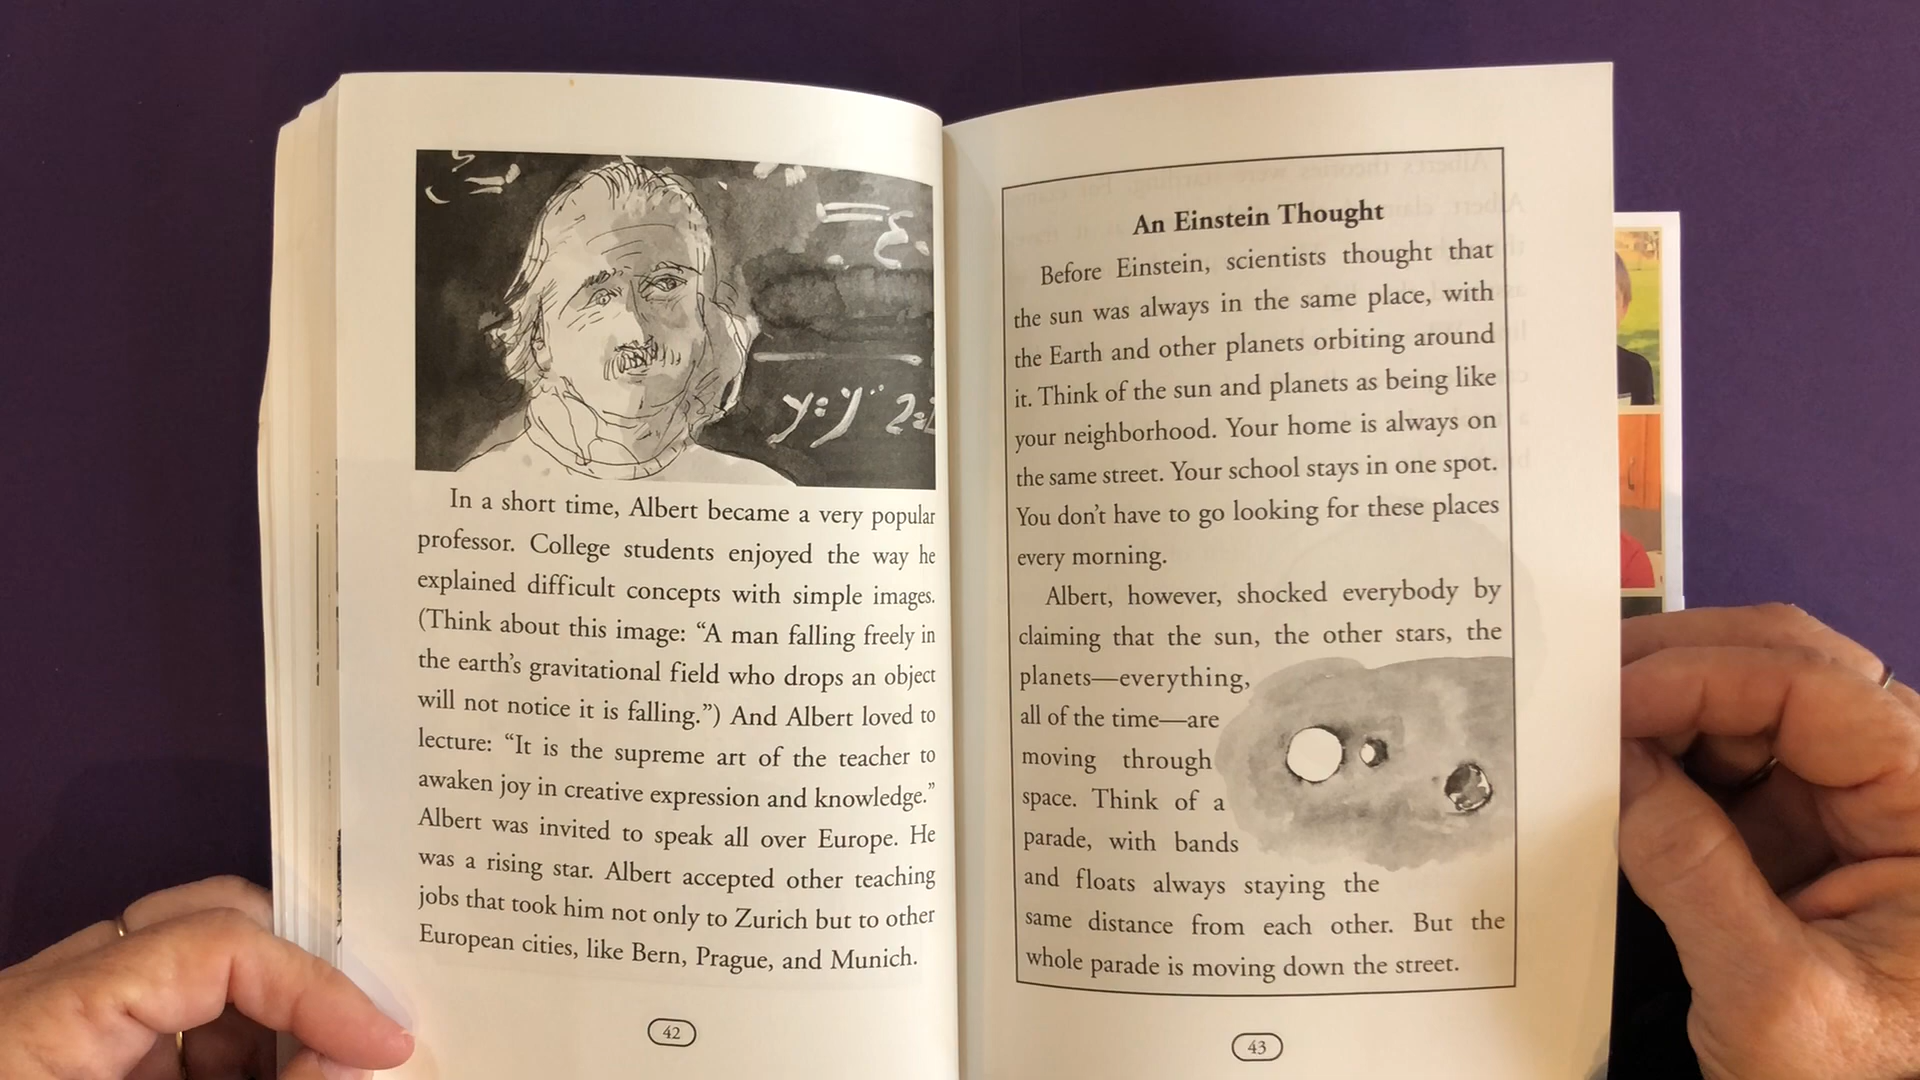 In a short time, Albert became a very popular
professor. College students enjoyed the way he
explained difficult concepts with simple images.
(Think about this image: “A man falling freely in
the earth’s gravitational field who drops an object
will not notice it is falling.”) And Albert loved to
lecture: “It is the supreme art of the teacher to
awaken joy in creative expression and knowledge.”
Albert was invited to speak all over Europe. He
was a rising star. Albert accepted other teaching
jobs that took him not only to Zurich but to other
European cities, like Bern, Prague, and Munich.
42
An Einstein Thought
Before Einstein, scientists thought that
the sun was always in the same place, with
the Earth and other planets orbiting around
it. Think of the sun and planets as being like
your neighborhood. Your home is always on
the same street. Your school stays in one spot.
You don’t have to go looking for these places
every morning.
Albert, however, shocked everybody by
claiming that the sun, the other stars, the
planets—everything,
all of the time—are
moving through
space. Think of a
parade, with bands
and floats always staying the
same distance from each other. But the
whole parade is moving down the street.
43